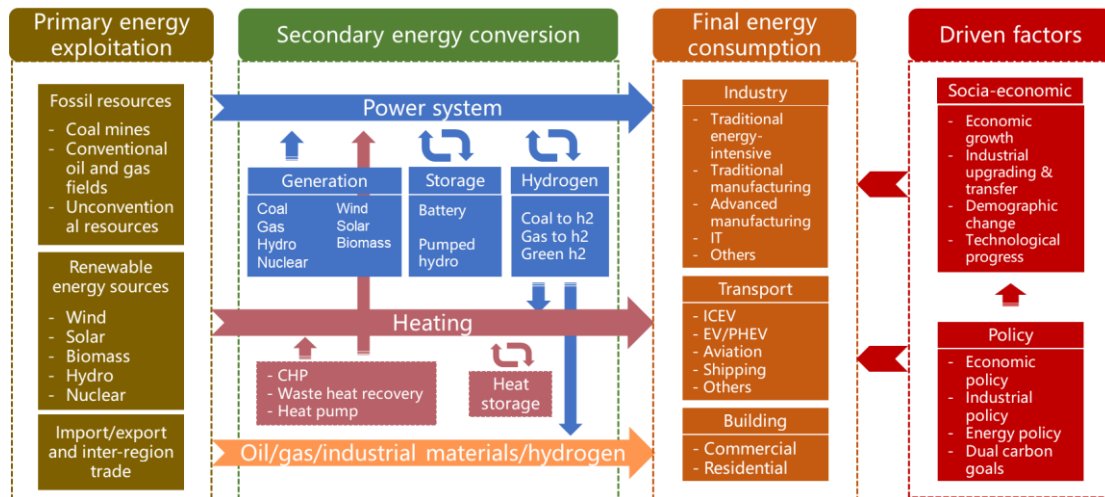 Primary energy
exploitation
Fossil resources
- Coal mines
- Conventional
oil and gas
fields
- Unconvention
al resources
Renewable
energy sources
- Wind
- Solar
- Biomass
- Hydro
- Nuclear
Import/export
and inter-region
trade
Secondary energy conversion
Power system
Generation
Coal
Gas
Hydro
Nuclear
Wind
Solar
Biomass
Storage
Battery
Pumped
hydro
Hydrogen
Coal to h2
Gas to h2
Green h2
Heating
- CHP
- Waste heat recovery
- Heat pump
Heat
storage
Oil/gas/industrial materials/hydrogen
Final energy
consumption
Industry
- Traditional
energy-
intensive
- Traditional
manufacturing
- Advanced
manufacturing
- IT
- Others
Transport
- ICEV
- EV/PHEV
- Aviation
- Shipping
- Others
Building
- Commercial
- Residential
Driven factors
Socia-economic
- Economic
growth
- Industrial
upgrading &
transfer
- Demographic
change
- Technological
progress
Policy
- Economic
policy
- Industrial
policy
- Energy policy
- Dual carbon
goals